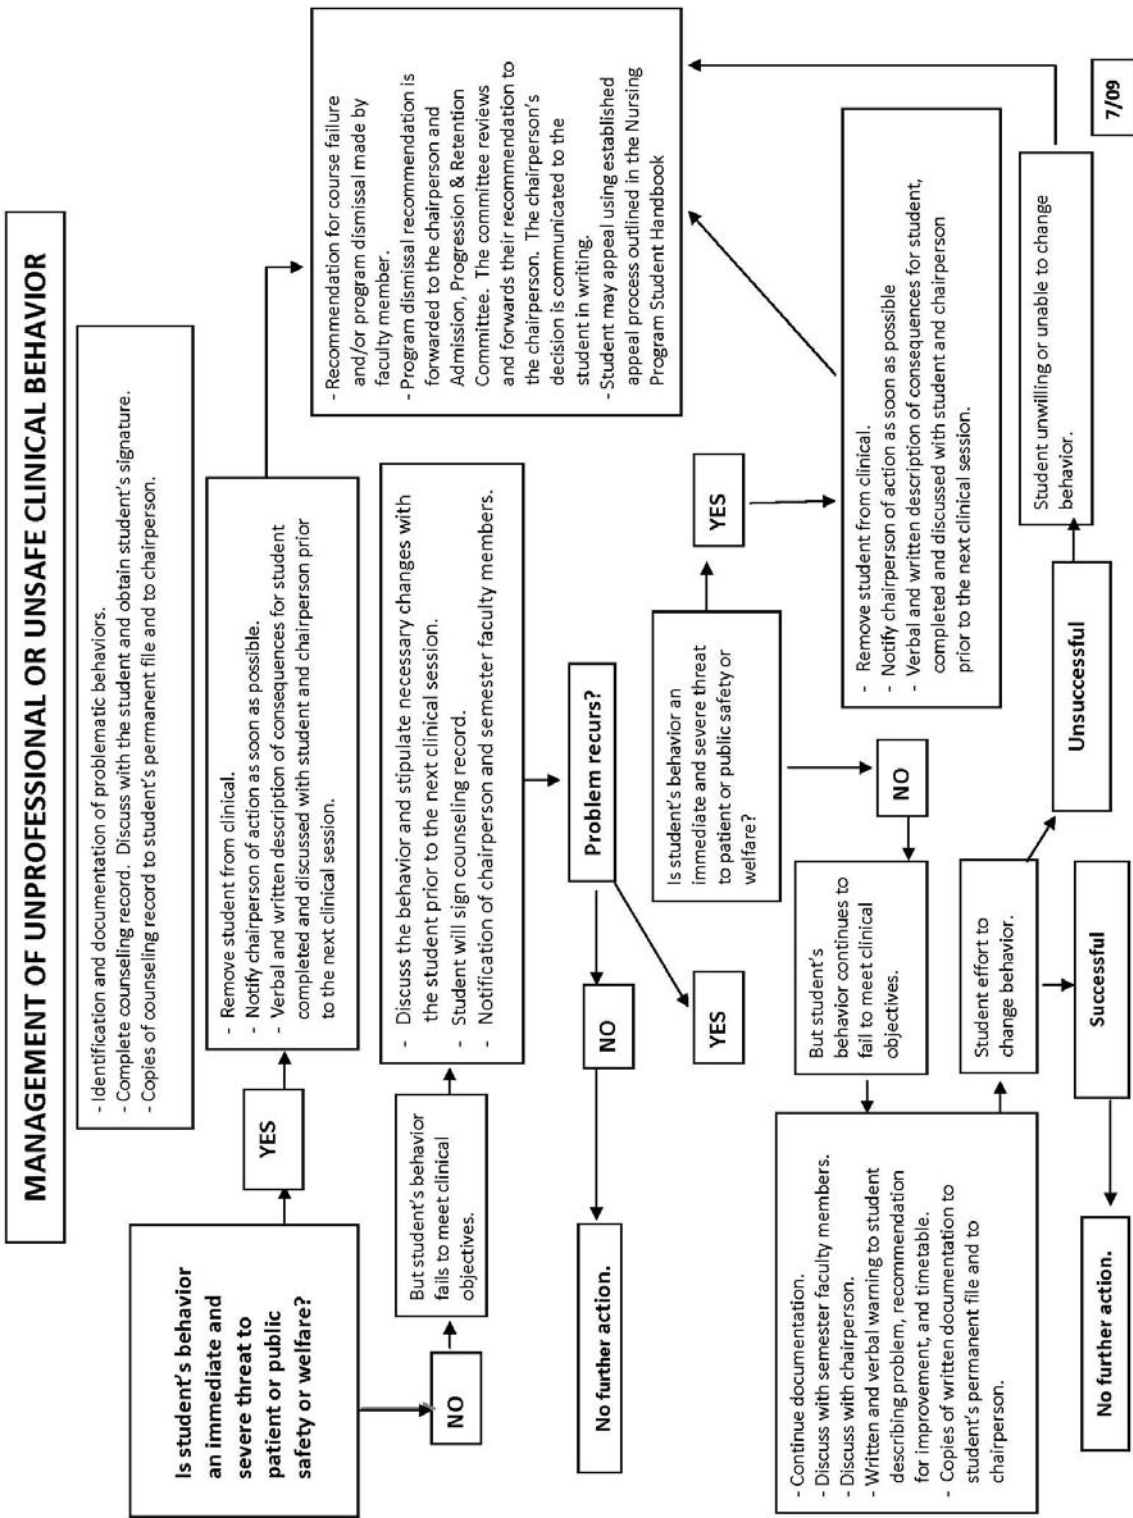 MANAGEMENT OF UNPROFESSIONAL OR UNSAFE CLINICAL BEHAVIOR
- Identification and documentation of problematic behaviors.
- Complete counseling record. Discuss with the student and obtain student's signature.
- Copies of counseling record to student's permanent file and to chairperson.
Is student's behavior
an immediate and
severe threat to
patient or public
safety or welfare?
YES
- Remove student from clinical.
- Notify chairperson of action as soon as possible.
- Verbal and written description of consequences for student
completed and discussed with student and chairperson prior
to the next clinical session.
- Recommendation for course failure
and/or program dismissal made by
faculty member.
- Program dismissal recommendation is
forwarded to the chairperson and
Admission, Progression & Retention
Committee. The committee reviews
and forwards their recommendation to
the chairperson. The chairperson's
decision is communicated to the
student in writing.
- Student may appeal using established
appeal process outlined in the Nursing
Program Student Handbook
NO
But student's behavior
fails to meet clinical
objectives.
- Discuss the behavior and stipulate necessary changes with
the student prior to the next clinical session.
- Student will sign counseling record.
- Notification of chairperson and semester faculty members.
Problem recurs?
NO
No further action.
YES
Is student's behavior an
immediate and severe threat
to patient or public safety or
welfare?
YES
- Remove student from clinical.
- Notify chairperson of action as soon as possible
- Verbal and written description of consequences for student,
completed and discussed with student and chairperson
prior to the next clinical session.
NO
But student's
behavior continues to
fail to meet clinical
objectives.
- Continue documentation.
- Discuss with semester faculty members.
- Discuss with chairperson.
- Written and verbal warning to student
describing problem, recommendation
for improvement, and timetable.
- Copies of written documentation to
student's permanent file and to
chairperson.
Student effort to
change behavior.
Successful
No further action.
Unsuccessful
Student unwilling or unable to change
behavior.
7/09